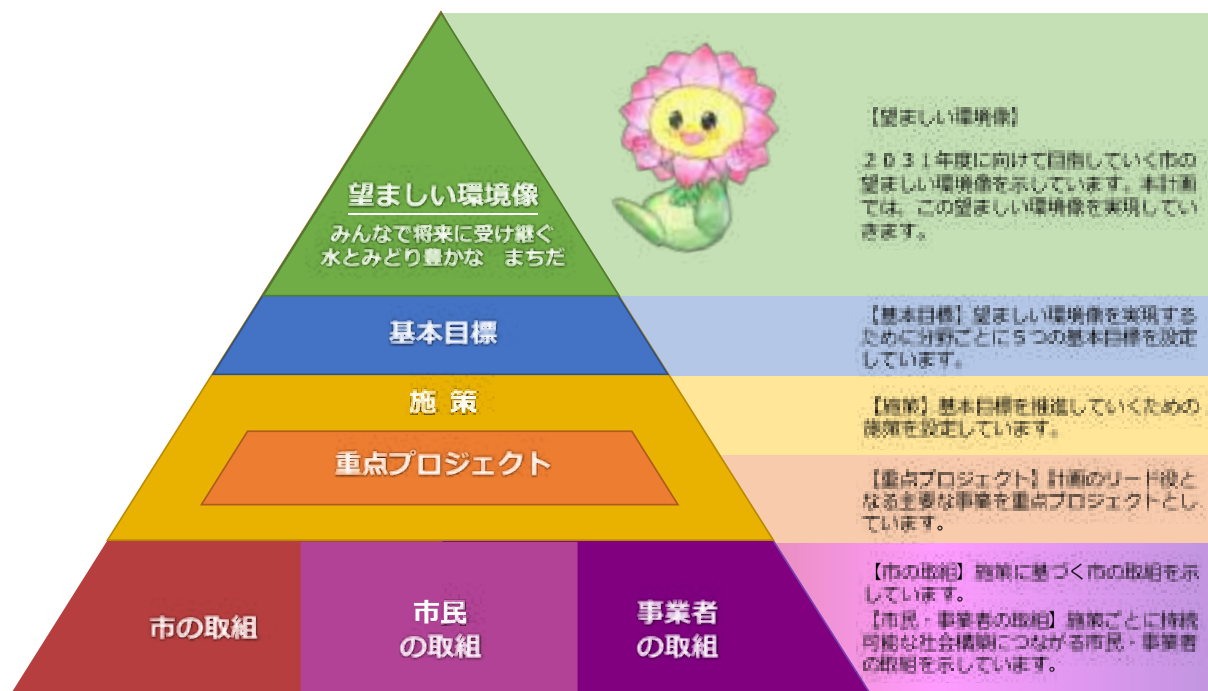 望ましい環境像
みんなで将来に受け継ぐ
水とみどり豊かな　まちだ
【望ましい環境像】
２０３１年度に向けて目指していく市の
望ましい環境像を示しています。本計画
では、この望ましい環境像を実現してい
きます。
基本目標
【基本目標】望ましい環境像を実現する
ために分野ごとに５つの基本目標を設定
しています。
施 策
【施策】基本目標を推進していくための
施策を設定しています。
重点プロジェクト
【重点プロジェクト】計画のリード役と
なる主要な事業を重点プロジェクトとし
ています。
市の取組
市民
の取組
事業者
の取組
【市の取組】施策に基づく市の取組を示
しています。
【市民・事業者の取組】施策ごとに持続
可能な社会構築につながる市民・事業者
の取組を示しています。